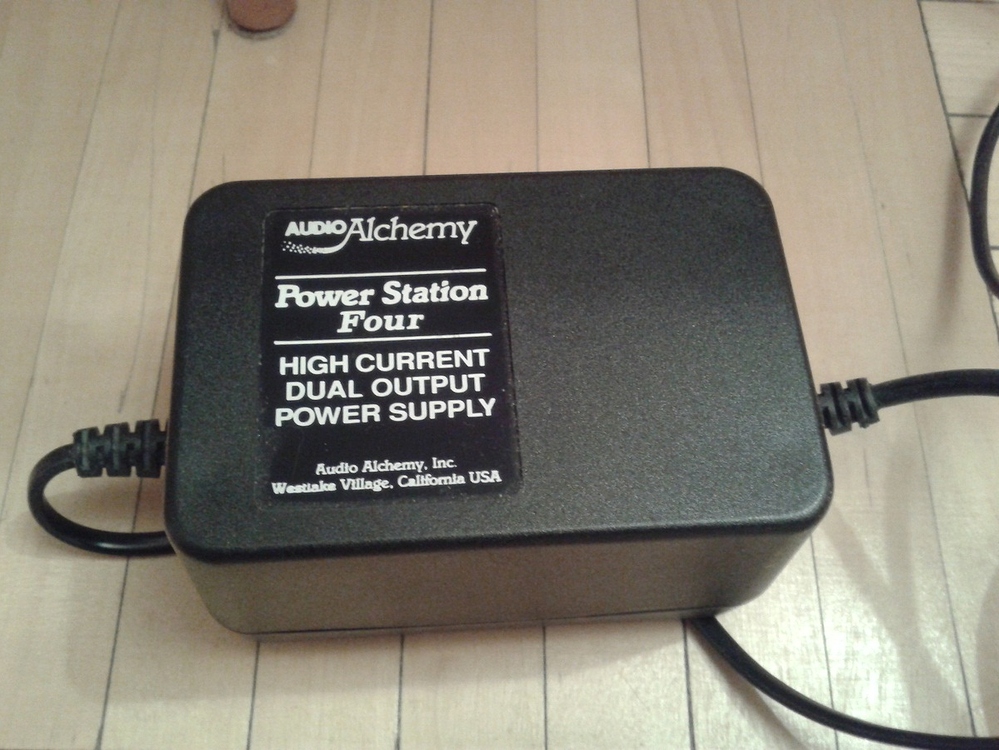 AUDIO Alchemy
Power Station
Four
HIGH CURRENT
DUAL OUTPUT
POWER SUPPLY
Audio Alchemy, Inc.
Westlake Village, California USA